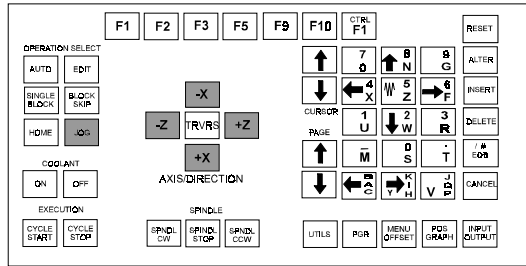 F1 F2 F3 F5 F9 F10 CTRL F1
OPERATION SELECT
AUTO EDIT
SINGLE BLOCK BLOCK SKIP
HOME JOG
COOLANT
ON OFF
EXECUTION
CYCLE START CYCLE STOP
-X
-Z TRVRS +Z
+X
AXIS/DIRECTION
SPINDLE
SPNDL CW SPNDL STOP SPNDL CCW
CURSOR
PAGE
7 8 N 9 G
4 X 5 Z 6 F
1 U 2 W 3 R
- M 0 S . T
B A C Y K I H V J D P
RESET
ALTER
INSERT
DELETE
/ # EOB
CANCEL
UTILS PGR MENU OFFSET POS GRAPH INPUT OUTPUT